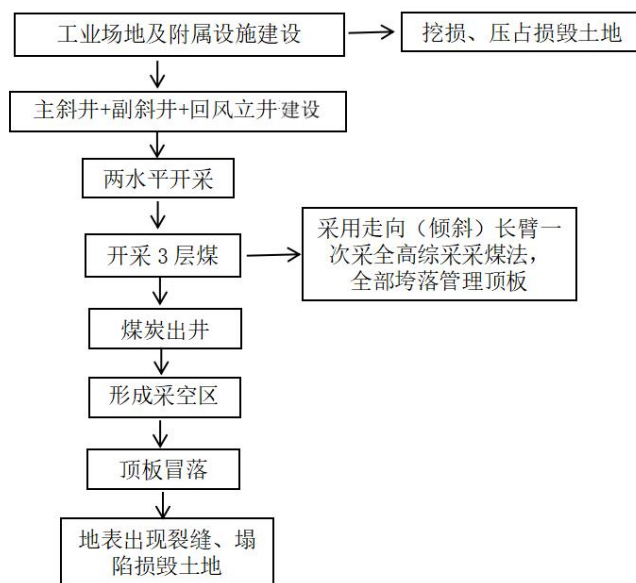 工业场地及附属设施建设
挖损、压占损毁土地
主斜井+副斜井+回风立井建设
两水平开采
开采 3 层煤
采用走向（倾斜）长臂一
次采全高综采采煤法，
全部垮落管理顶板
煤炭出井
形成采空区
顶板冒落
地表出现裂缝、塌
陷损毁土地